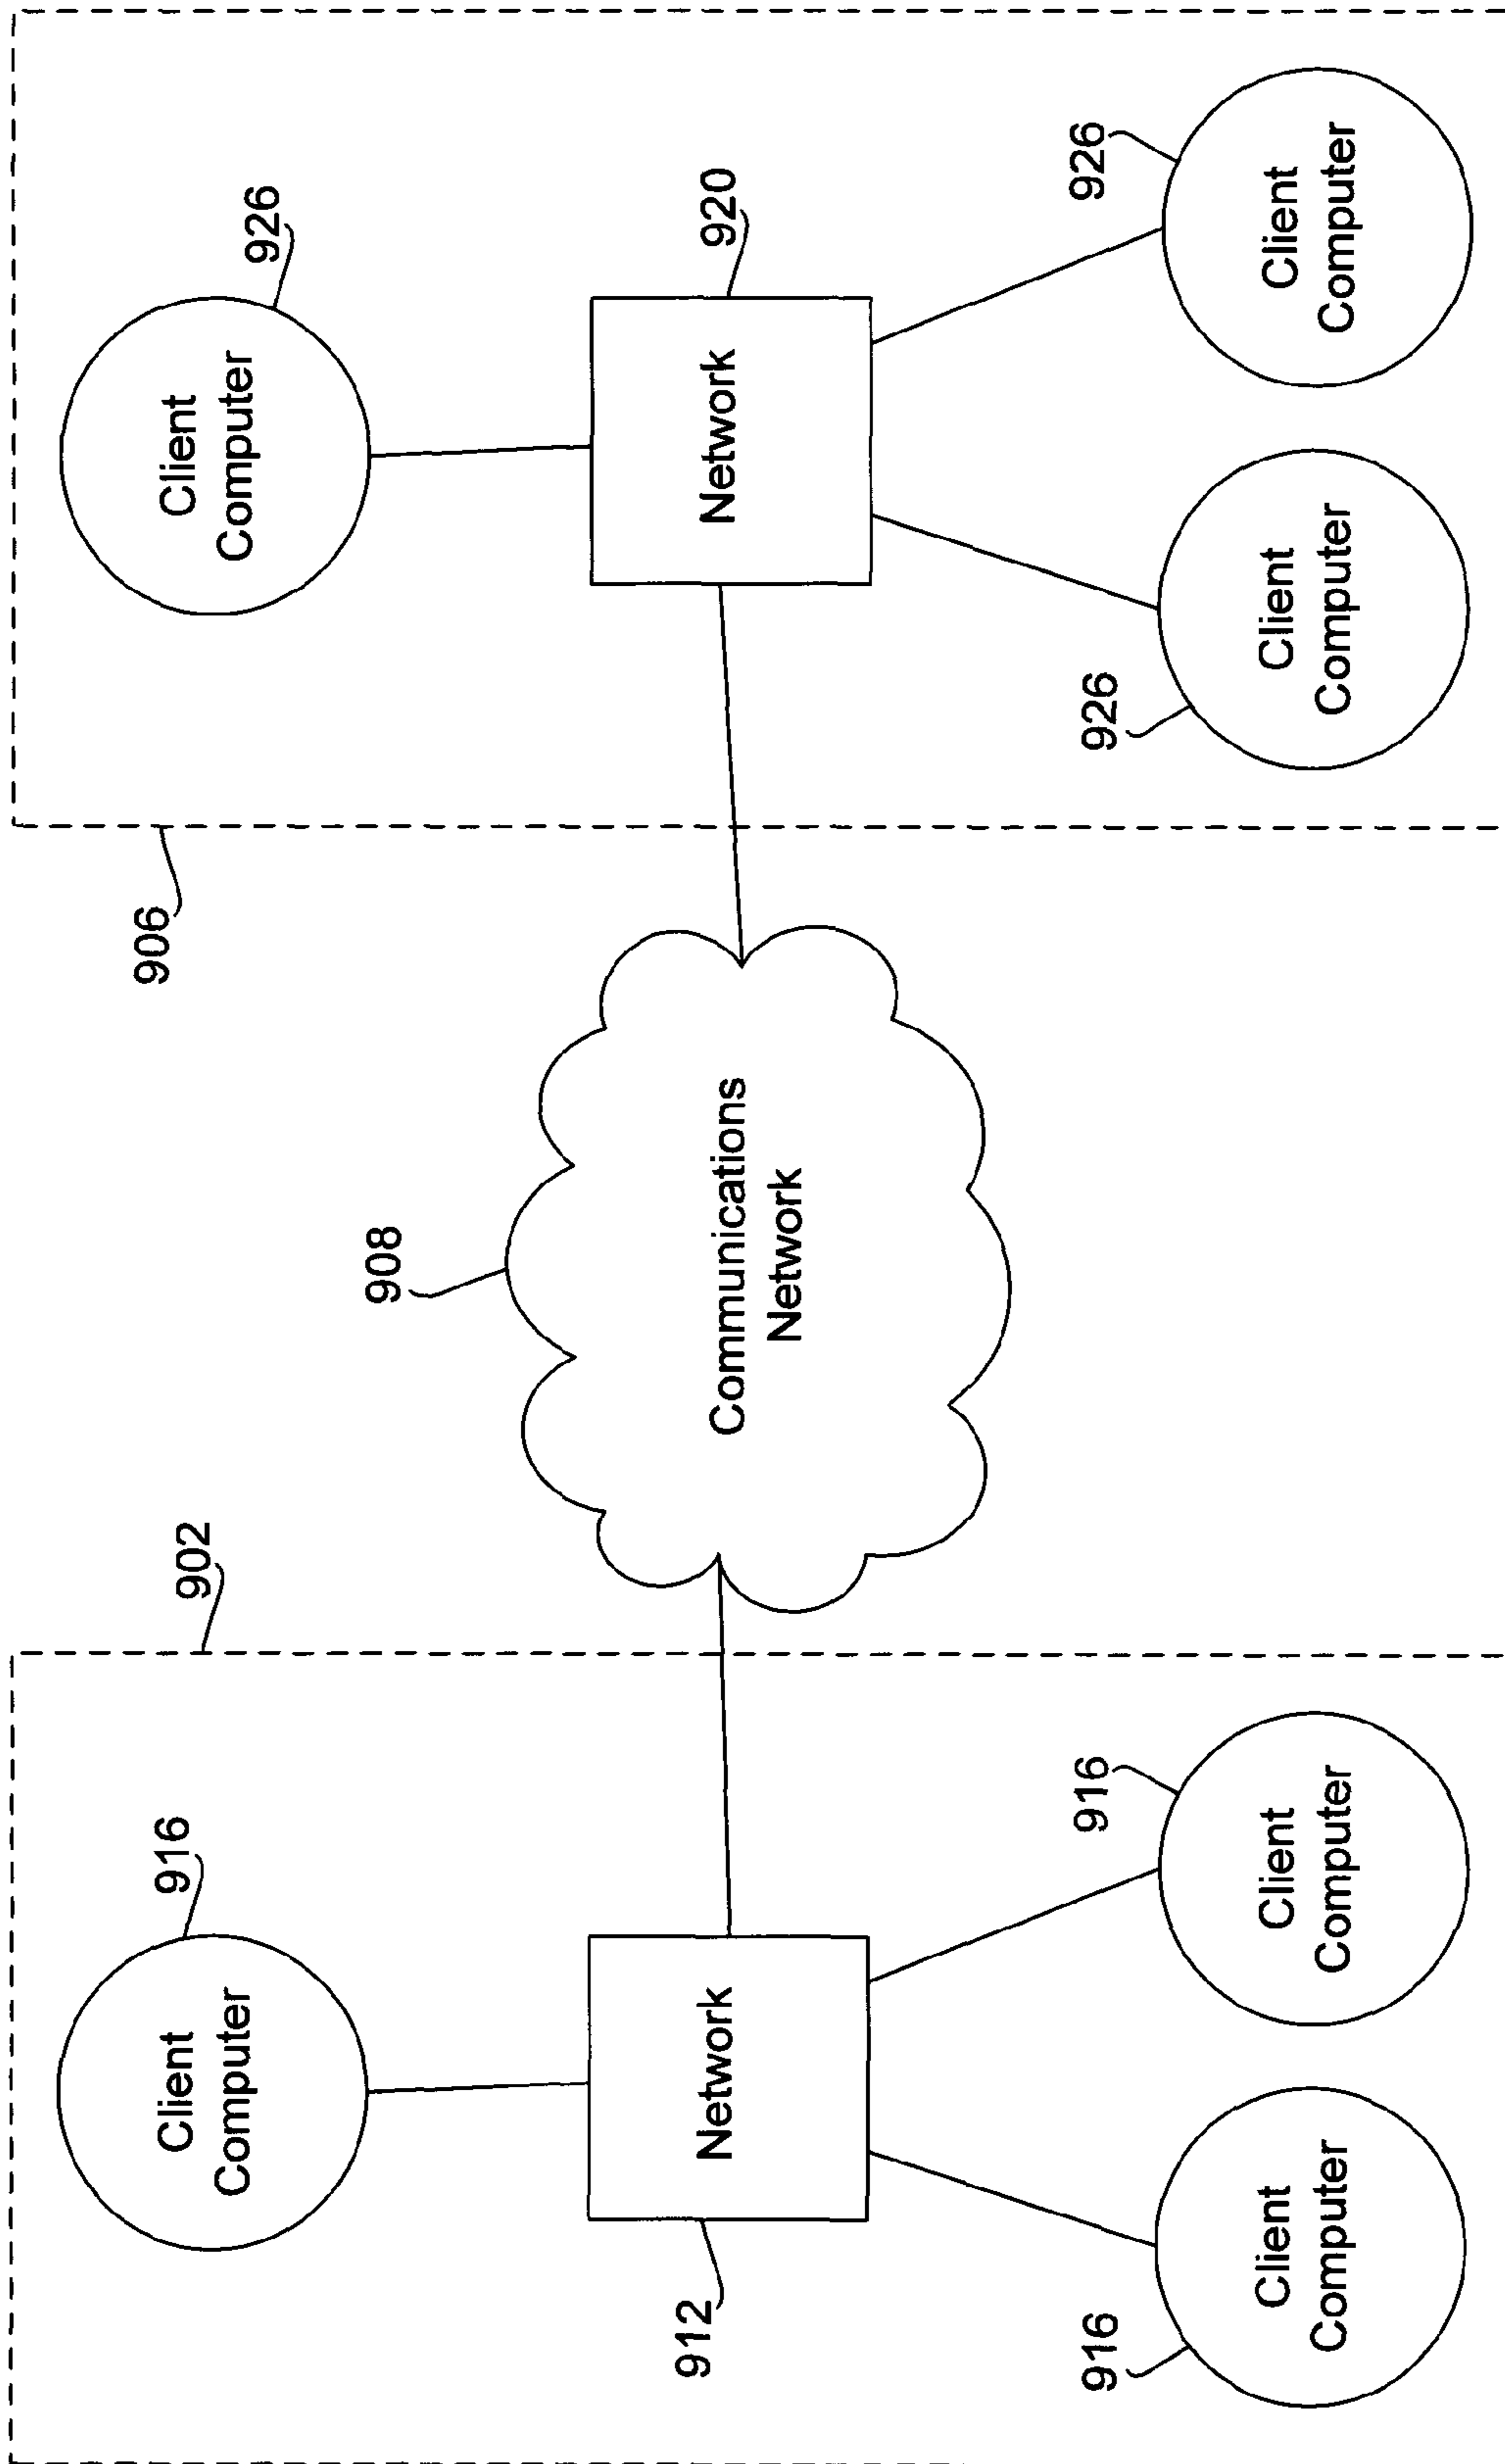 902
906
916
Client
Computer
926
Client
Computer
908
912
Network
Communications
Network
920
Network
916
Client
Computer
916
Client
Computer
926
Client
Computer
926
Client
Computer